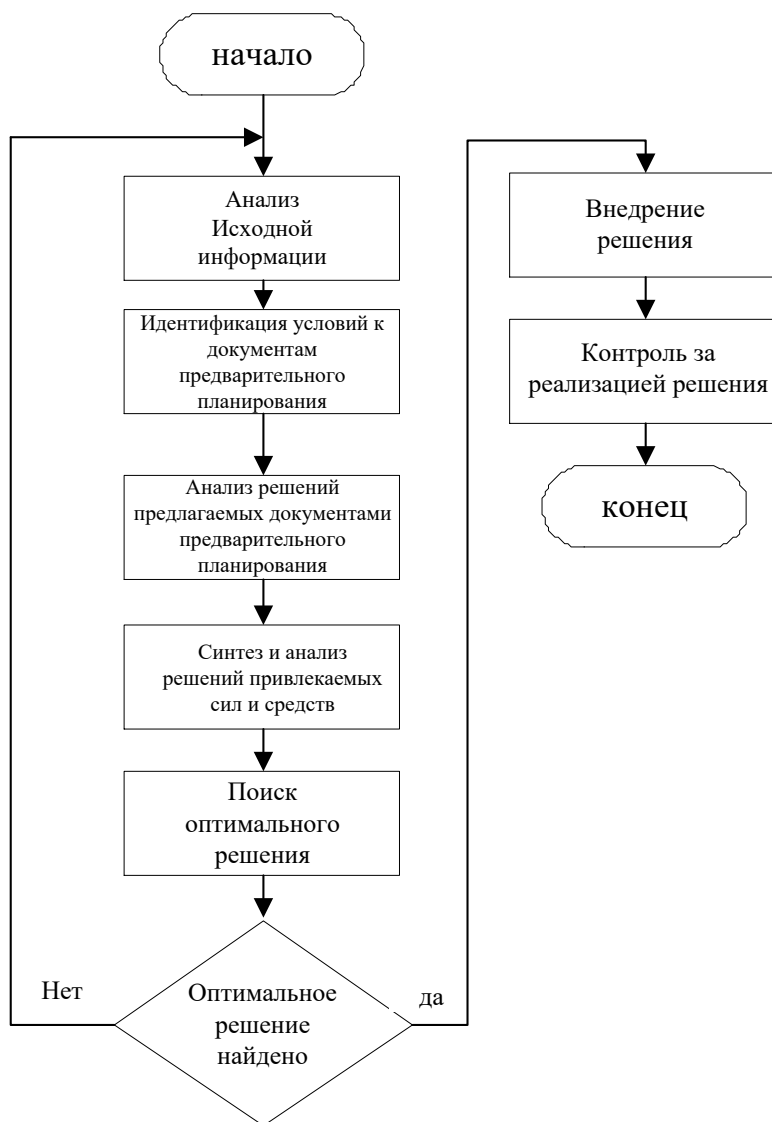 начало
Анализ
Исходной
информации
Идентификация условий к
документам
предварительного
планирования
Анализ решений
предлагаемых документами
предварительного
планирования
Синтез и анализ
решений привлекаемых
сил и средств
Поиск
оптимального
решения
Оптимальное
решение
найдено
Нет
да
Внедрение
решения
Контроль за
реализацией решения
конец